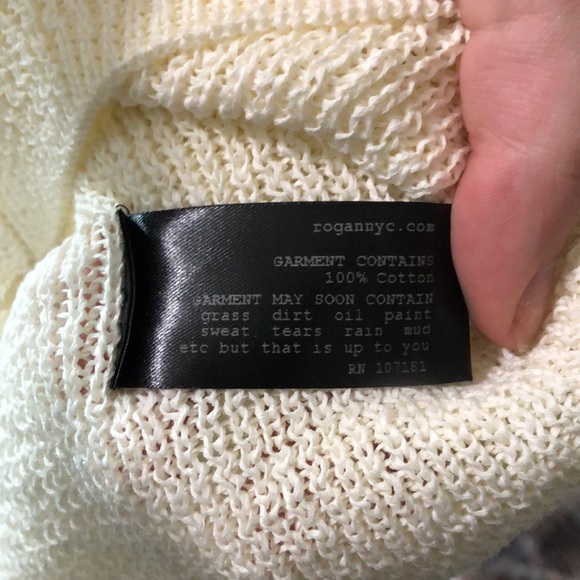 rogannyc.com
GARMENT CONTAINS
100% Cotton
GARMENT MAY SOON CONTAIN
grass dirt oil paint
sweat tears rain mud
etc but that is up to you
RN 107181